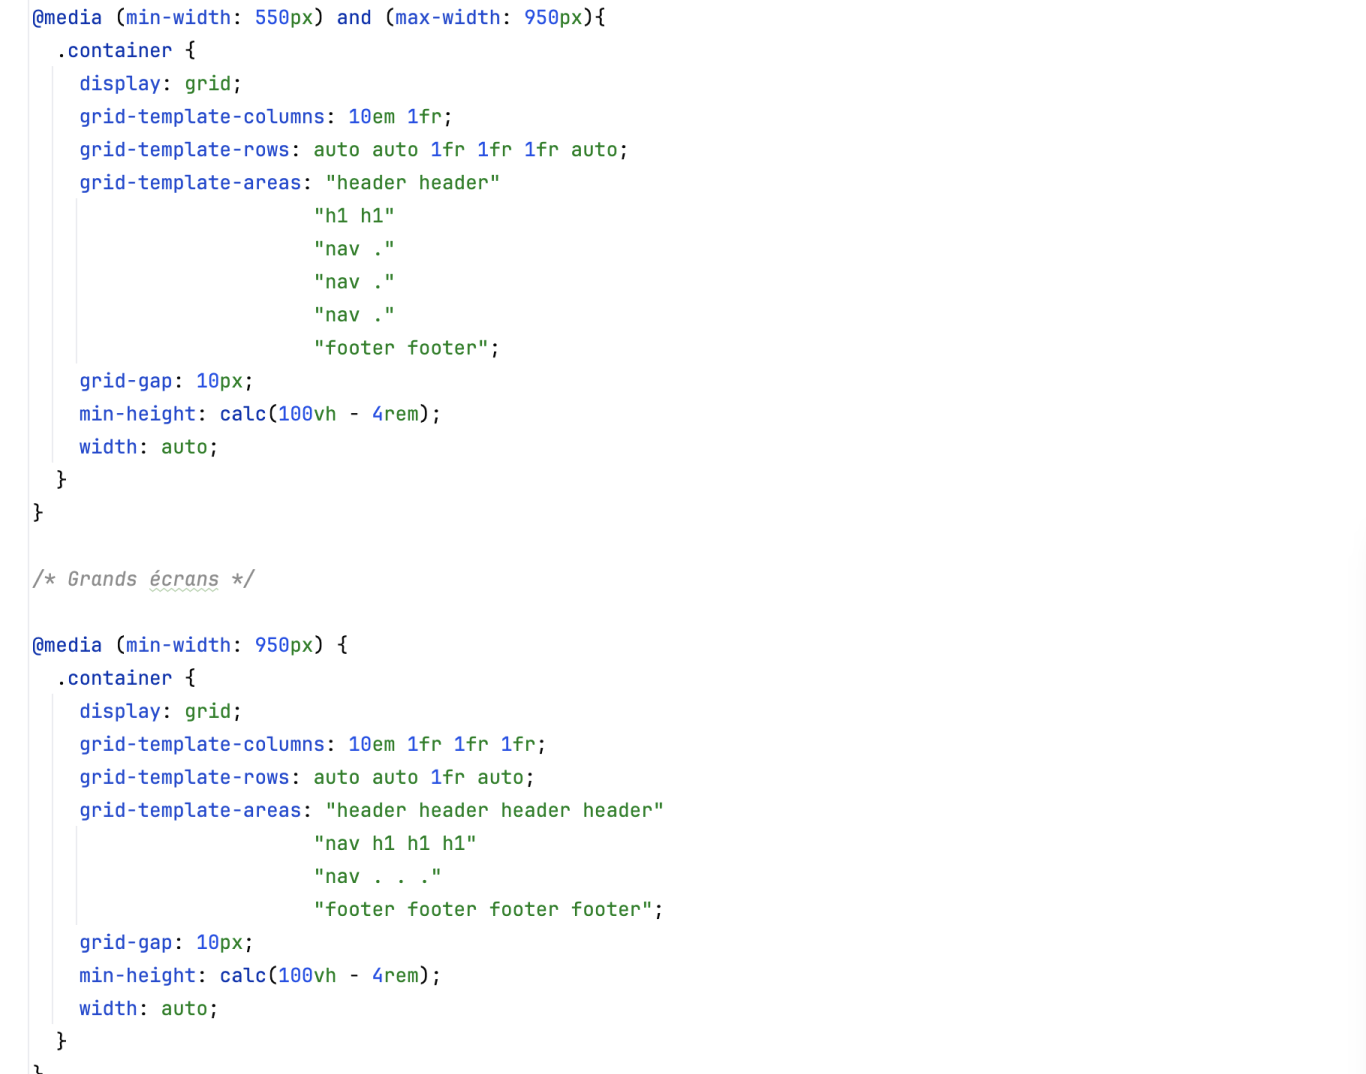 @media (min-width: 550px) and (max-width: 950px){
  .container {
    display: grid;
    grid-template-columns: 10em 1fr;
    grid-template-rows: auto auto 1fr 1fr 1fr auto;
    grid-template-areas: "header header"
                        "h1 h1"
                        "nav ."
                        "nav ."
                        "nav ."
                        "footer footer";
    grid-gap: 10px;
    min-height: calc(100vh - 4rem);
    width: auto;
  }
}
/* Grands écrans */
@media (min-width: 950px) {
  .container {
    display: grid;
    grid-template-columns: 10em 1fr 1fr 1fr;
    grid-template-rows: auto auto 1fr auto;
    grid-template-areas: "header header header header"
                        "nav h1 h1 h1"
                        "nav . . ."
                        "footer footer footer footer";
    grid-gap: 10px;
    min-height: calc(100vh - 4rem);
    width: auto;
  }
}